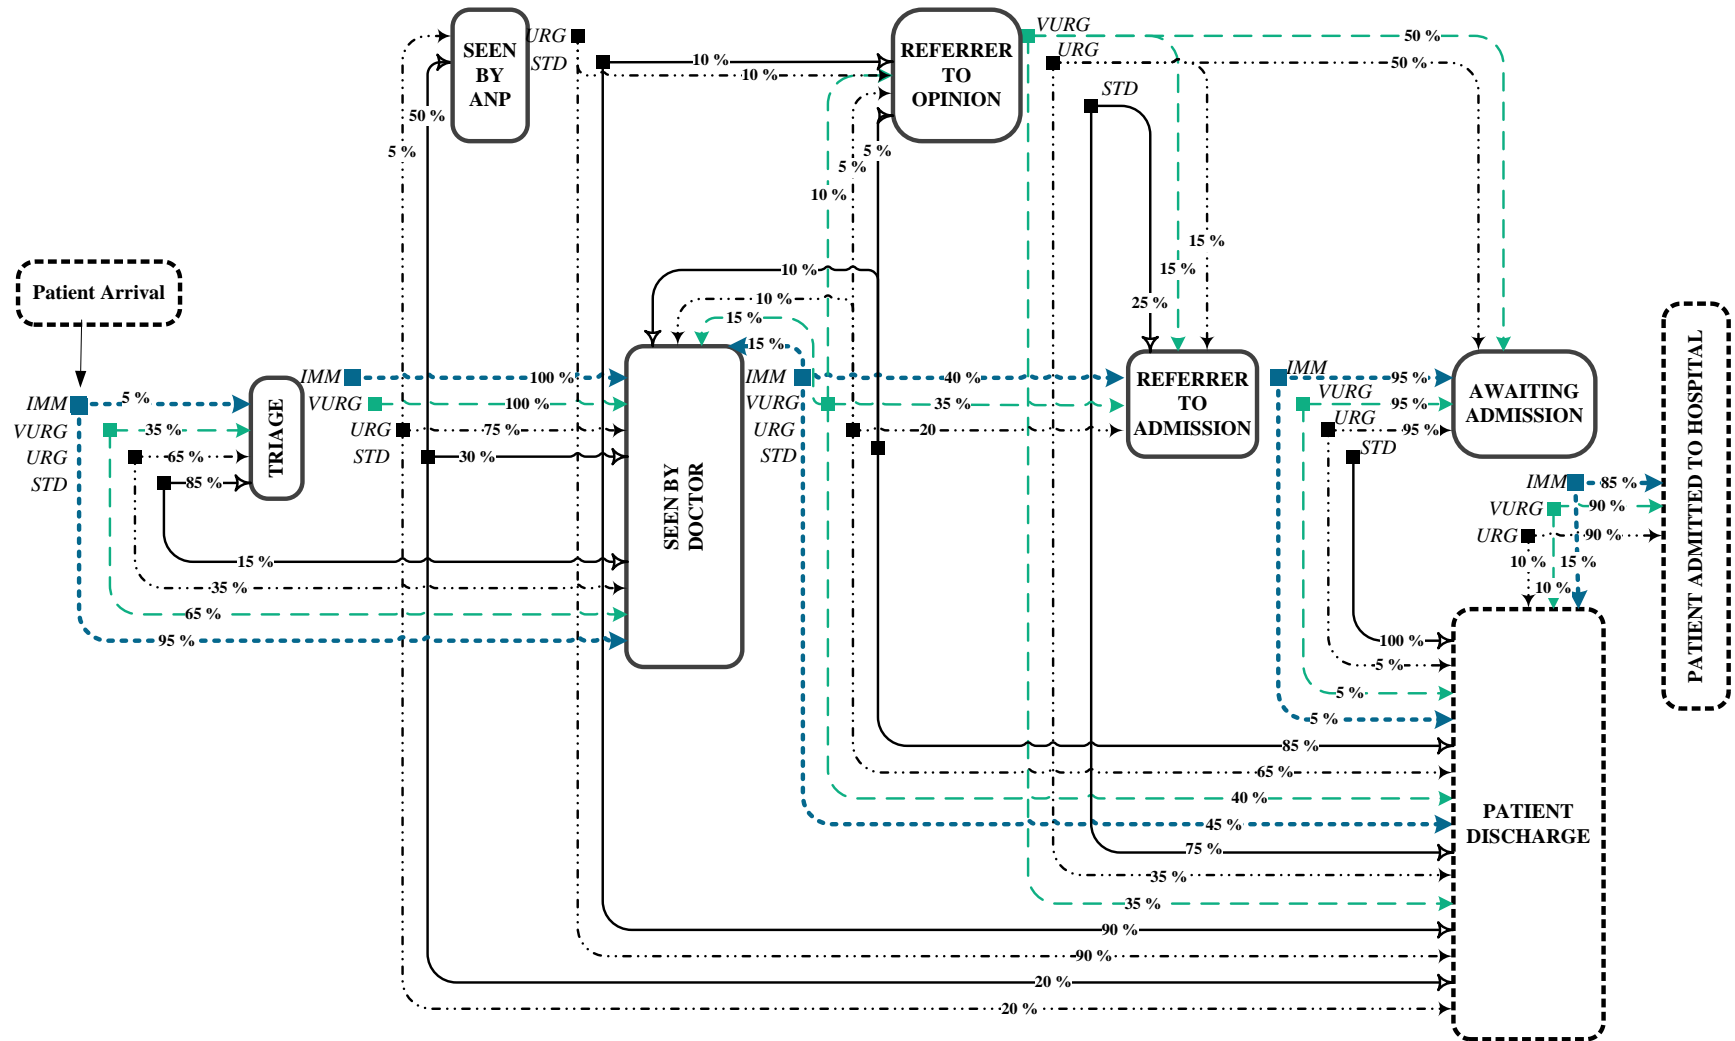 VURG
50 %
SEEN
BY
ANP
URG
STD
10 %
10 %
REFERRER
TO
OPINION
URG
50 %
STD
50 %
5 %
5 %
5 %
10 %
15 %
15 %
25 %
10 %
10 %
15 %
15 %
Patient Arrival
IMM
5 %
VURG
35 %
URG
65 %
STD
85 %
TRIAGE
IMM
100 %
VURG
100 %
URG
75 %
STD
30 %
SEEN BY
DOCTOR
15 %
35 %
65 %
95 %
IMM
40 %
VURG
35 %
URG
20
STD
REFERRER
TO
ADMISSION
IMM
95 %
VURG
95 %
URG
95 %
STD
AWAITING
ADMISSION
IMM
85 %
VURG
90 %
URG
90 %
10 %
15 %
10 %
PATIENT ADMITTED TO HOSPITAL
100 %
5 %
5 %
5 %
85 %
65 %
40 %
45 %
75 %
35 %
35 %
90 %
90 %
20 %
20 %
PATIENT
DISCHARGE